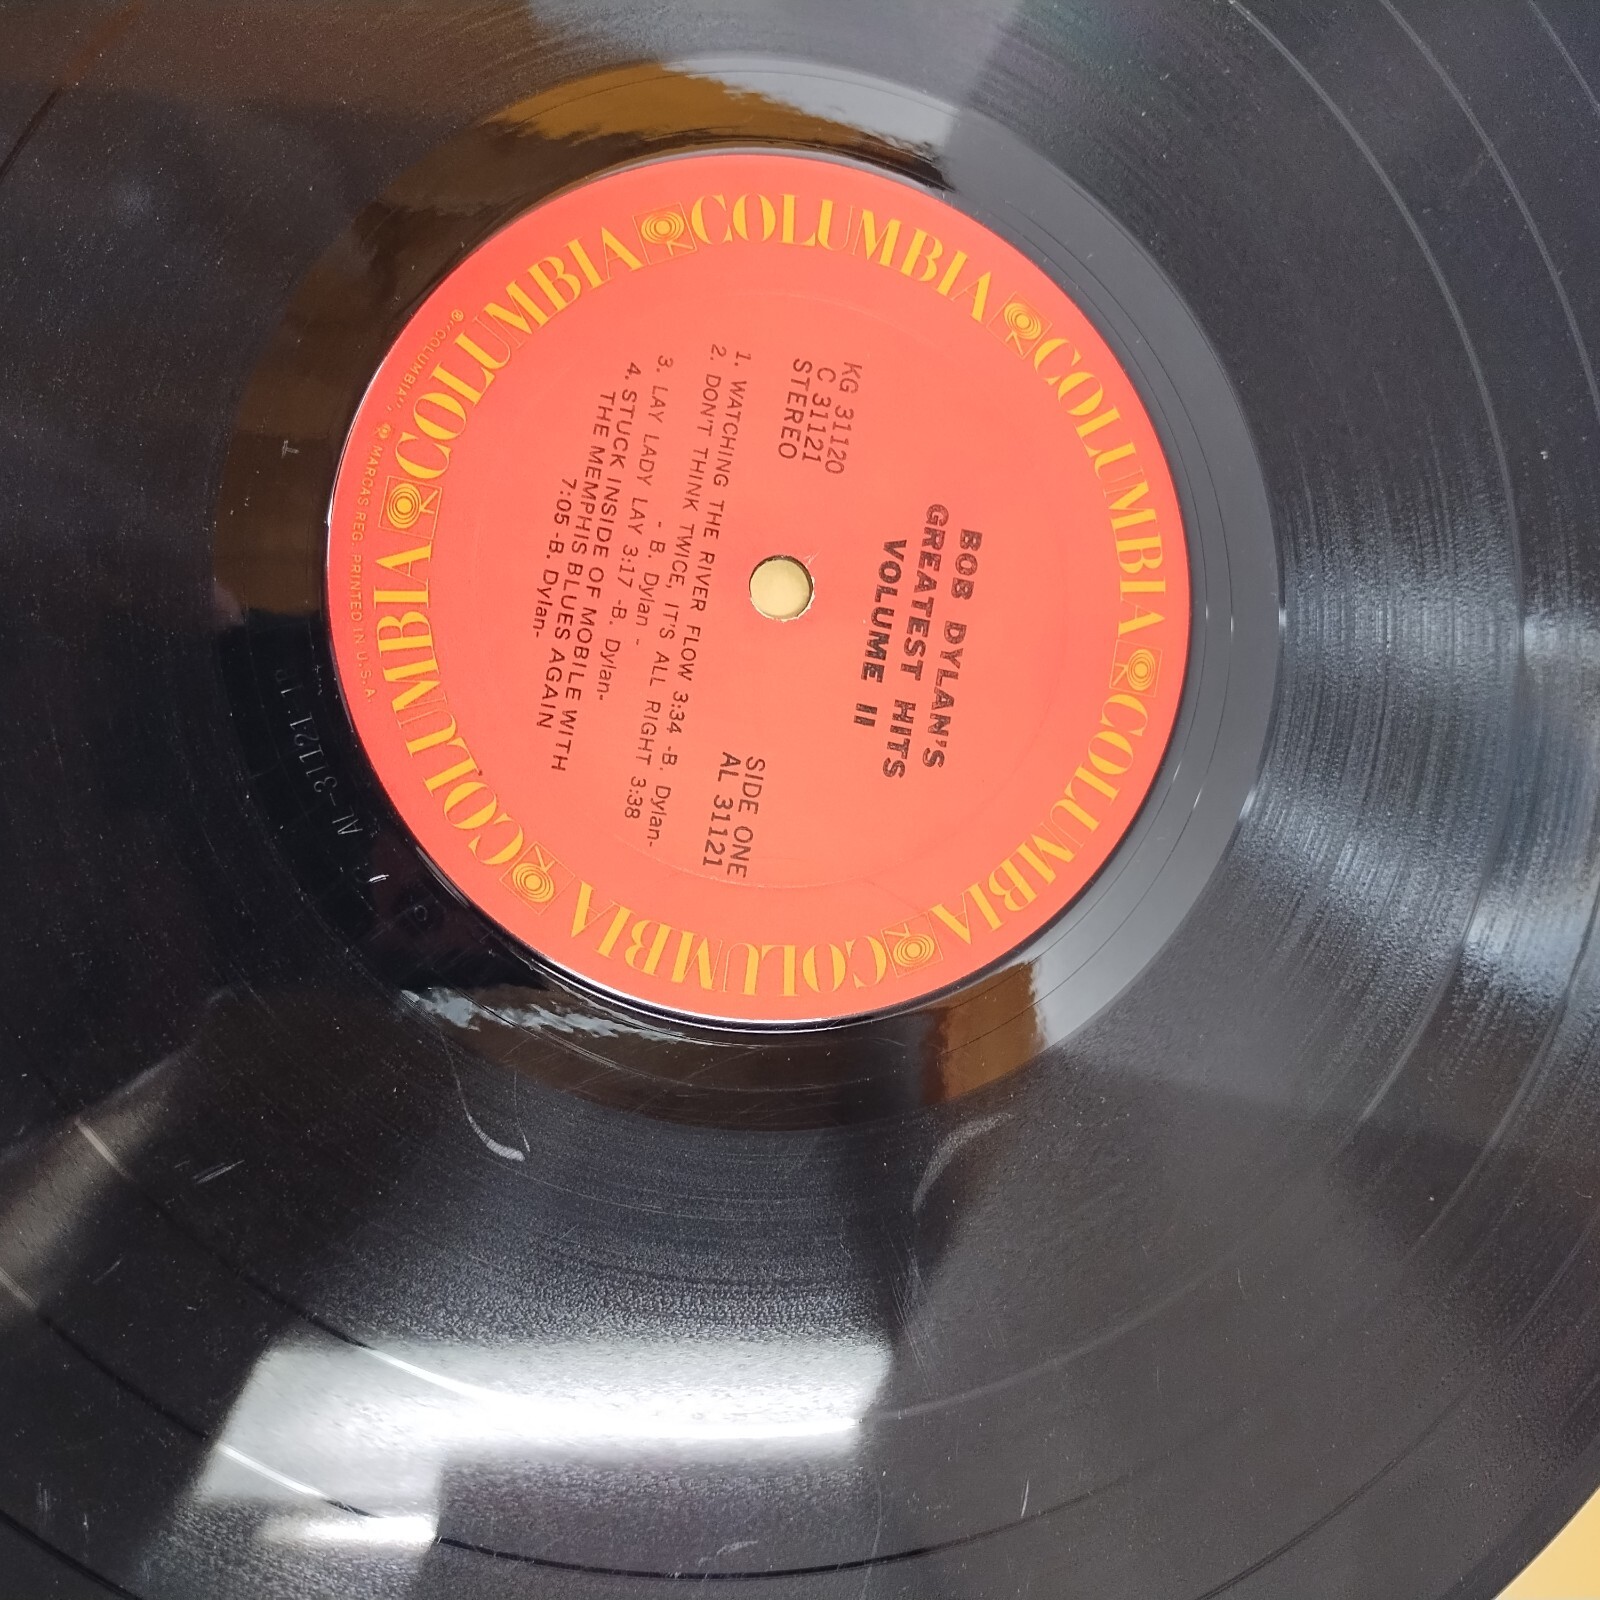 BOB DYLAN'S
GREATEST HITS
VOLUME II
KG 31120
C 31121
STEREO
SIDE ONE
AL 31121
1. WATCHING THE RIVER FLOW 3:34 -B. Dylan-
2. DON'T THINK TWICE, IT'S ALL RIGHT 3:38
- B. Dylan -
3. LAY LADY LAY 3:17 -B. Dylan-
4. STUCK INSIDE OF MOBILE WITH
THE MEMPHIS BLUES AGAIN
7:05 -B. Dylan-
COLUMBIA COLUMBIA COLUMBIA COLUMBIA COLUMBIA COLUMBIA
® "COLUMBIA", MARCAS REG. PRINTED IN U.S.A.